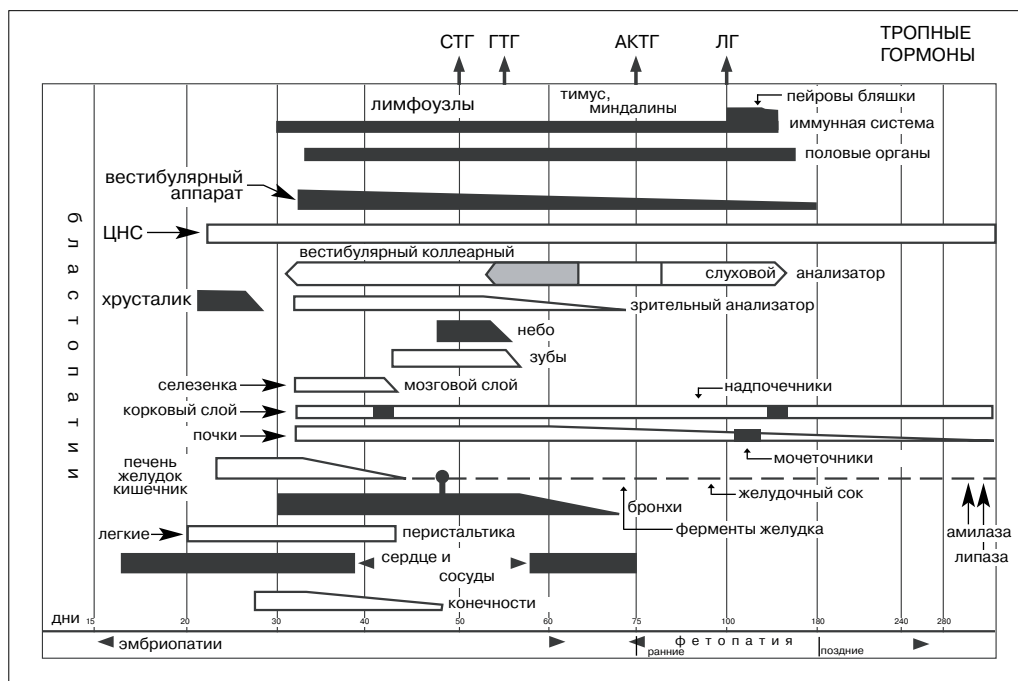 СТГ ГТГ АКТГ ЛГ ТРОПНЫЕ
ГОРМОНЫ
лимфоузлы
тимус,
миндалины
пейровы бляшки
иммунная система
половые органы
вестибулярный
аппарат
ЦНС
вестибулярный коллеарный
слуховой анализатор
хрусталик
зрительный анализатор
небо
зубы
селезенка
мозговой слой
надпочечники
корковый слой
почки
мочеточники
печень
желудок
кишечник
желудочный сок
бронхи
ферменты желудка
амилаза
липаза
легкие
перистальтика
сердце и
сосуды
конечности
бластопатии
дни 15 20 30 40 50 60 75 100 180 240 280
эмбриопатии фетопатия
ранние поздние